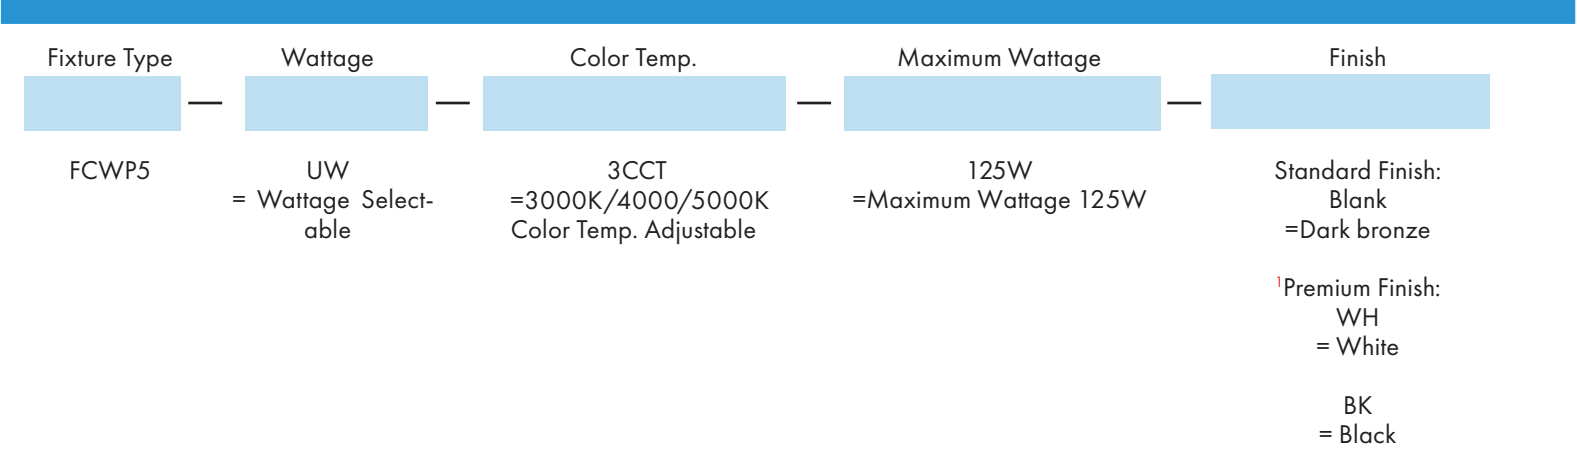 Fixture Type
Wattage
Color Temp.
Maximum Wattage
Finish
— — — —
FCWP5
UW
= Wattage Select-
able
3CCT
=3000K/4000/5000K
Color Temp. Adjustable
125W
=Maximum Wattage 125W
Standard Finish:
Blank
=Dark bronze
¹Premium Finish:
WH
= White
BK
= Black